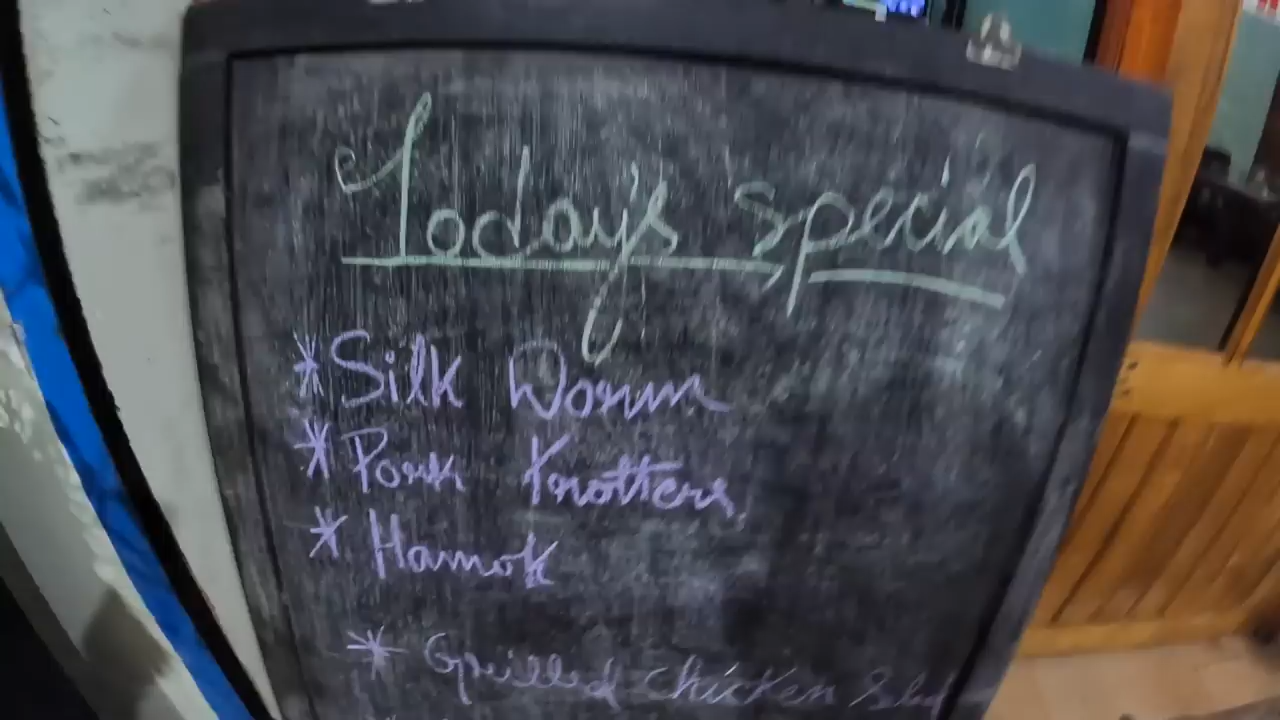 Today's special
* Silk Worm
* Pork Knotters
* Hamok
* Grilled chicken